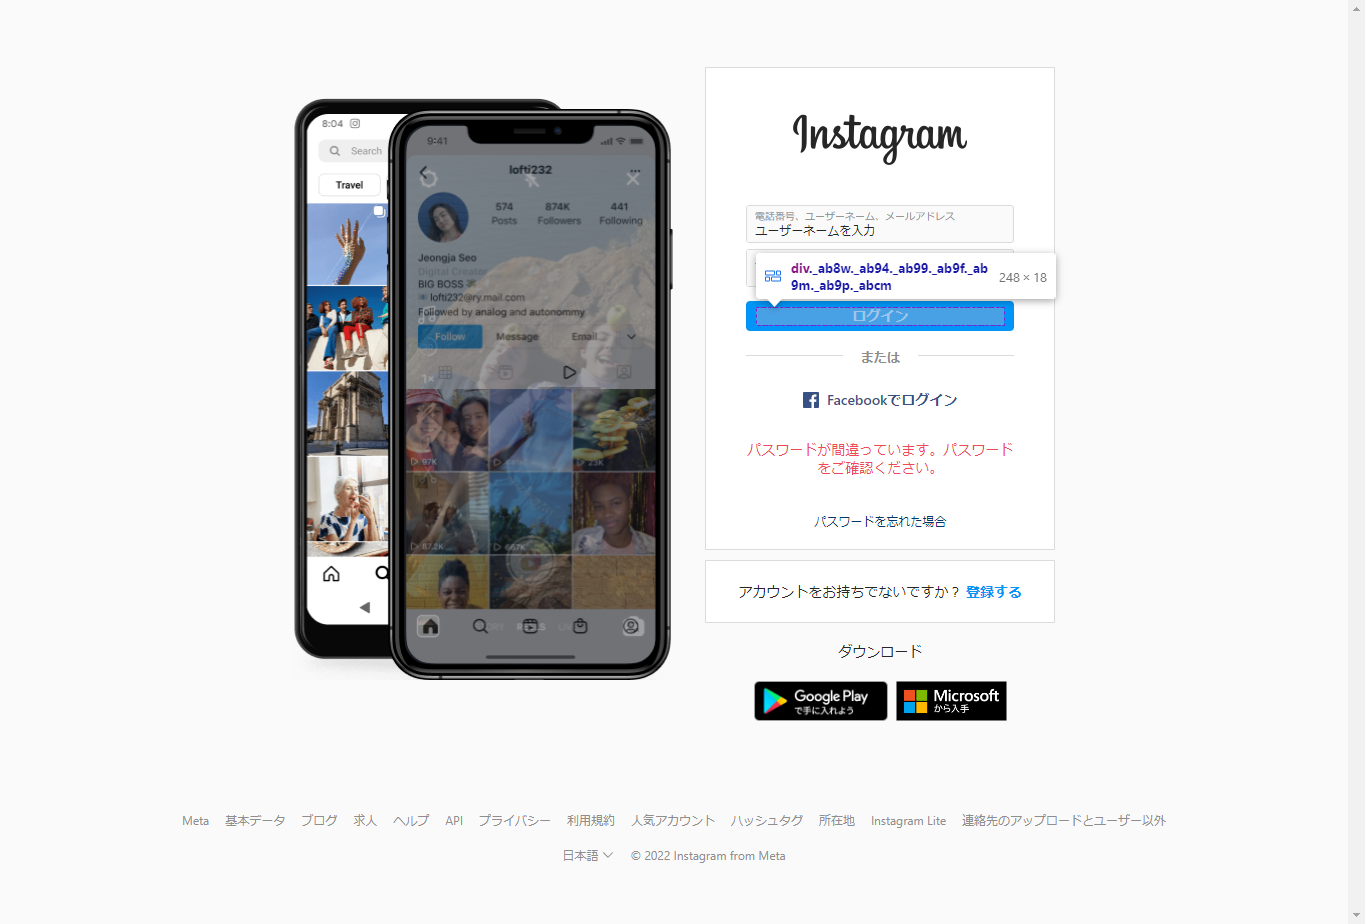 8:04
Search
Travel
9:41
lofti232
574
874K
441
Posts
Followers
Following
Jeongja Seo
Digital Creator
BIG BOSS
lofti232@ry.mail.com
Followed by analog and autonommy
Follow
Message
Email
1×
97K
23K
87.2K
Instagram
電話番号、ユーザーネーム、メールアドレス
ユーザーネームを入力
div._ab8w._ab94._ab99._ab9f._ab
9m._ab9p._abcm
248 × 18
ログイン
または
Facebookでログイン
パスワードが間違っています。パスワード
をご確認ください。
パスワードを忘れた場合
アカウントをお持ちでないですか? 登録する
ダウンロード
Google Play
で手に入れよう
Microsoft
から入手
Meta 基本データ ブログ 求人 ヘルプ API プライバシー 利用規約 人気アカウント ハッシュタグ 所在地 Instagram Lite 連絡先のアップロードとユーザー以外
日本語 © 2022 Instagram from Meta